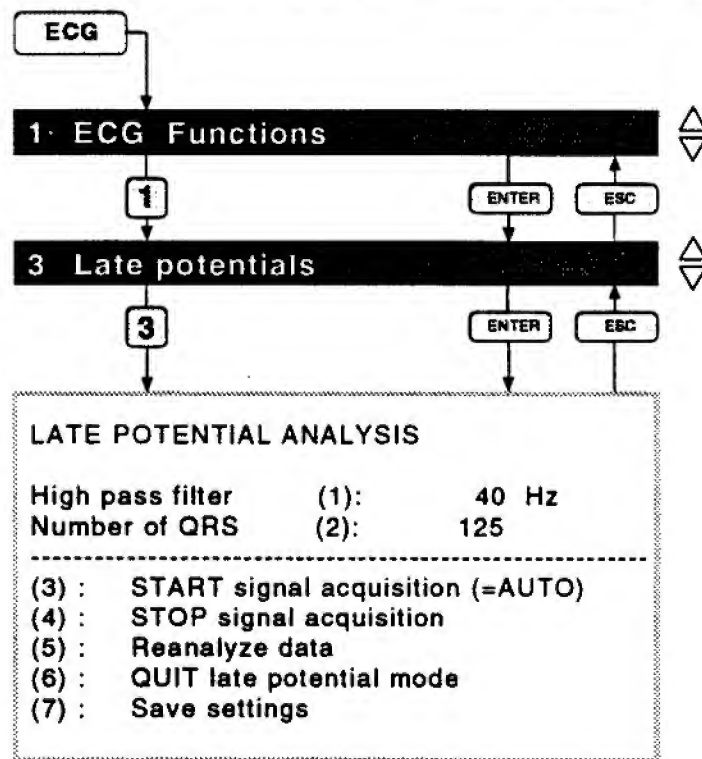 ECG
1 ECG Functions
1 ENTER ESC
3 Late potentials
3 ENTER ESC
LATE POTENTIAL ANALYSIS
High pass filter (1): 40 Hz
Number of QRS (2): 125
(3) : START signal acquisition (=AUTO)
(4) : STOP signal acquisition
(5) : Reanalyze data
(6) : QUIT late potential mode
(7) : Save settings